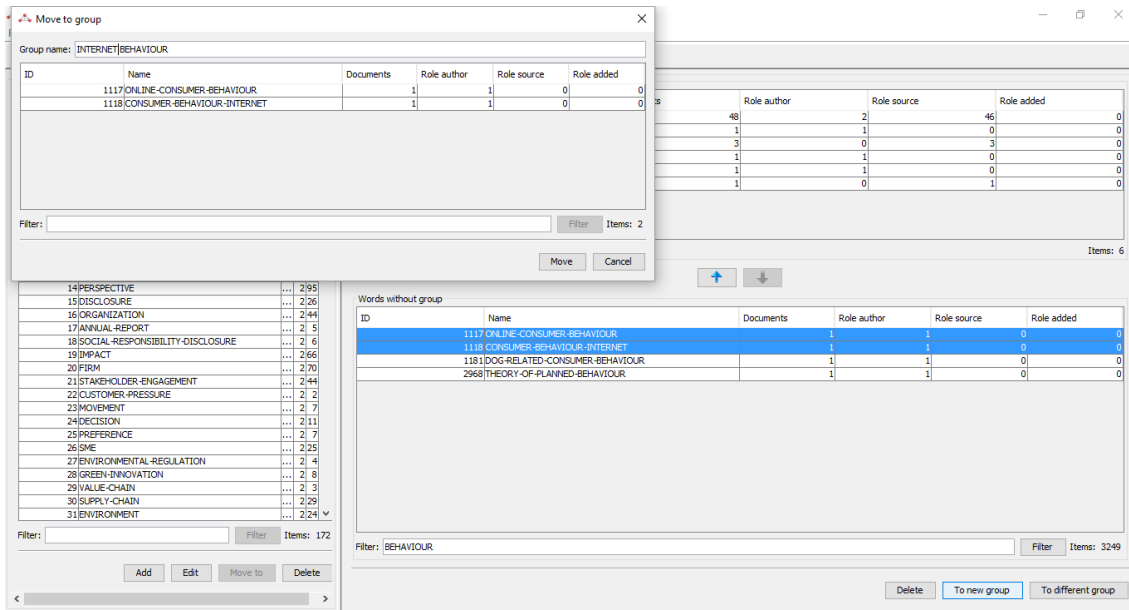 Move to group
Group name: INTERNET BEHAVIOUR
ID Name Documents Role author Role source Role added
1117 ONLINE-CONSUMER-BEHAVIOUR 1 1 0 0
1118 CONSUMER-BEHAVIOUR-INTERNET 1 1 0 0
Filter: Filter Items: 2
Move Cancel
Role author Role source Role added
48 2 46 0
1 1 0 0
3 0 3 0
1 1 0 0
1 1 0 0
1 0 1 0
Items: 6
14 PERSPECTIVE ... 2 95
15 DISCLOSURE ... 2 26
16 ORGANIZATION ... 2 44
17 ANNUAL-REPORT ... 2 5
18 SOCIAL-RESPONSIBILITY-DISCLOSURE ... 2 6
19 IMPACT ... 2 66
20 FIRM ... 2 70
21 STAKEHOLDER-ENGAGEMENT ... 2 44
22 CUSTOMER-PRESSURE ... 2 2
23 MOVEMENT ... 2 7
24 DECISION ... 2 11
25 PREFERENCE ... 2 7
26 SME ... 2 25
27 ENVIRONMENTAL-REGULATION ... 2 4
28 GREEN-INNOVATION ... 2 8
29 VALUE-CHAIN ... 2 3
30 SUPPLY-CHAIN ... 2 29
31 ENVIRONMENT ... 2 24
Filter: Filter Items: 172
Add Edit Move to Delete
Words without group
ID Name Documents Role author Role source Role added
1117 ONLINE-CONSUMER-BEHAVIOUR 1 1 0 0
1118 CONSUMER-BEHAVIOUR-INTERNET 1 1 0 0
1181 DOG-RELATED-CONSUMER-BEHAVIOUR 1 1 0 0
2968 THEORY-OF-PLANNED-BEHAVIOUR 1 1 0 0
Filter: BEHAVIOUR Filter Items: 3249
Delete To new group To different group